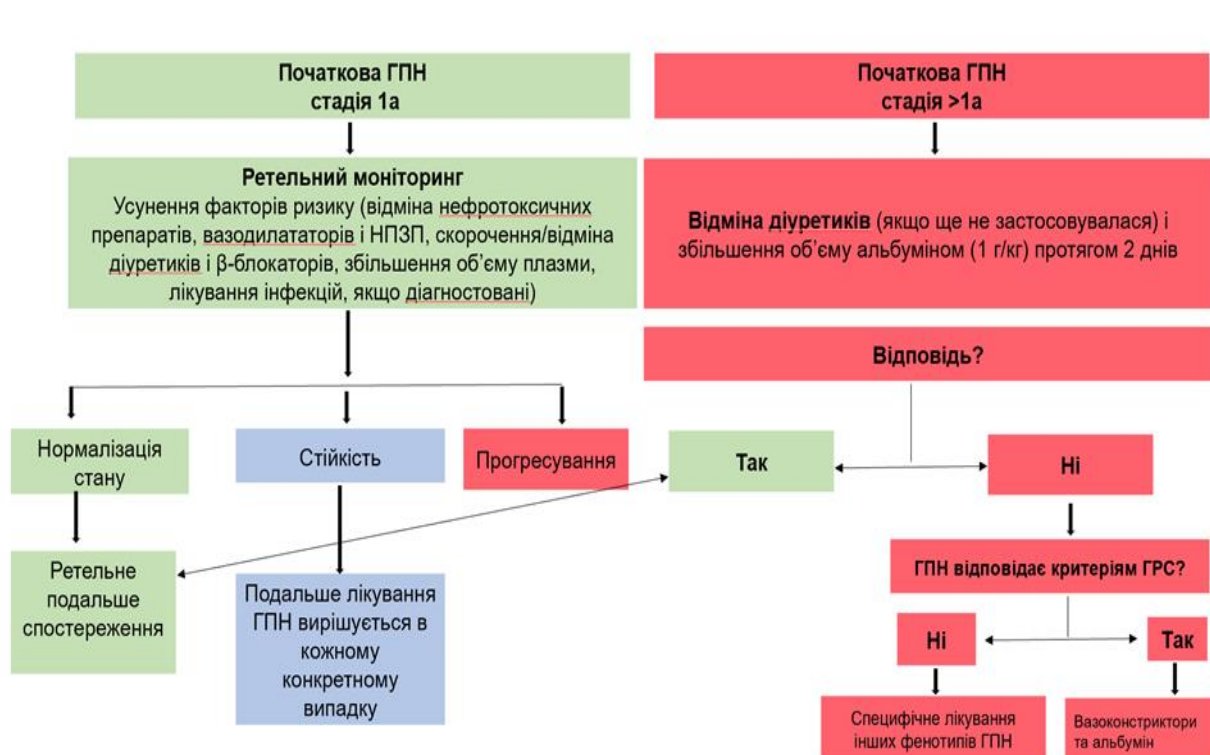 Початкова ГПН
стадія 1а
Початкова ГПН
стадія >1а
Ретельний моніторинг
Усунення факторів ризику (відміна нефротоксичних
препаратів, вазодилататорів і НПЗП, скорочення/відміна
діуретиків і β-блокаторів, збільшення об’єму плазми,
лікування інфекцій, якщо діагностовані)
Відміна діуретиків (якщо ще не застосовувалася) і
збільшення об’єму альбуміном (1 г/кг) протягом 2 днів
Відповідь?
Нормалізація
стану
Стійкість
Прогресування
Так
Ні
Ретельне
подальше
спостереження
Подальше лікування
ГПН вирішується в
кожному
конкретному
випадку
ГПН відповідає критеріям ГРС?
Ні
Так
Специфічне лікування
інших фенотипів ГПН
Вазоконстриктори
та альбумін